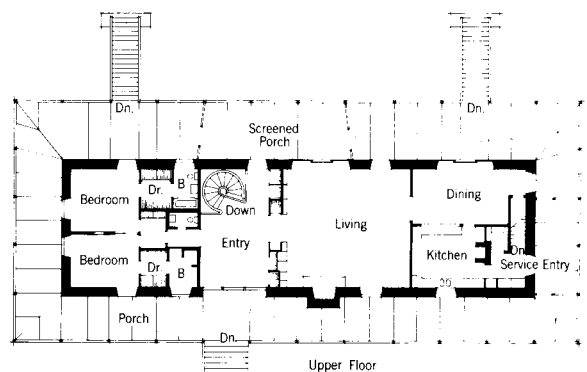 Dn.
Dn.
Screened
Porch
Bedroom
Dr.
B
Down
Living
Dining
Entry
Kitchen
Dn
Service Entry
Bedroom
Dr.
B
Porch
Dn.
Upper Floor